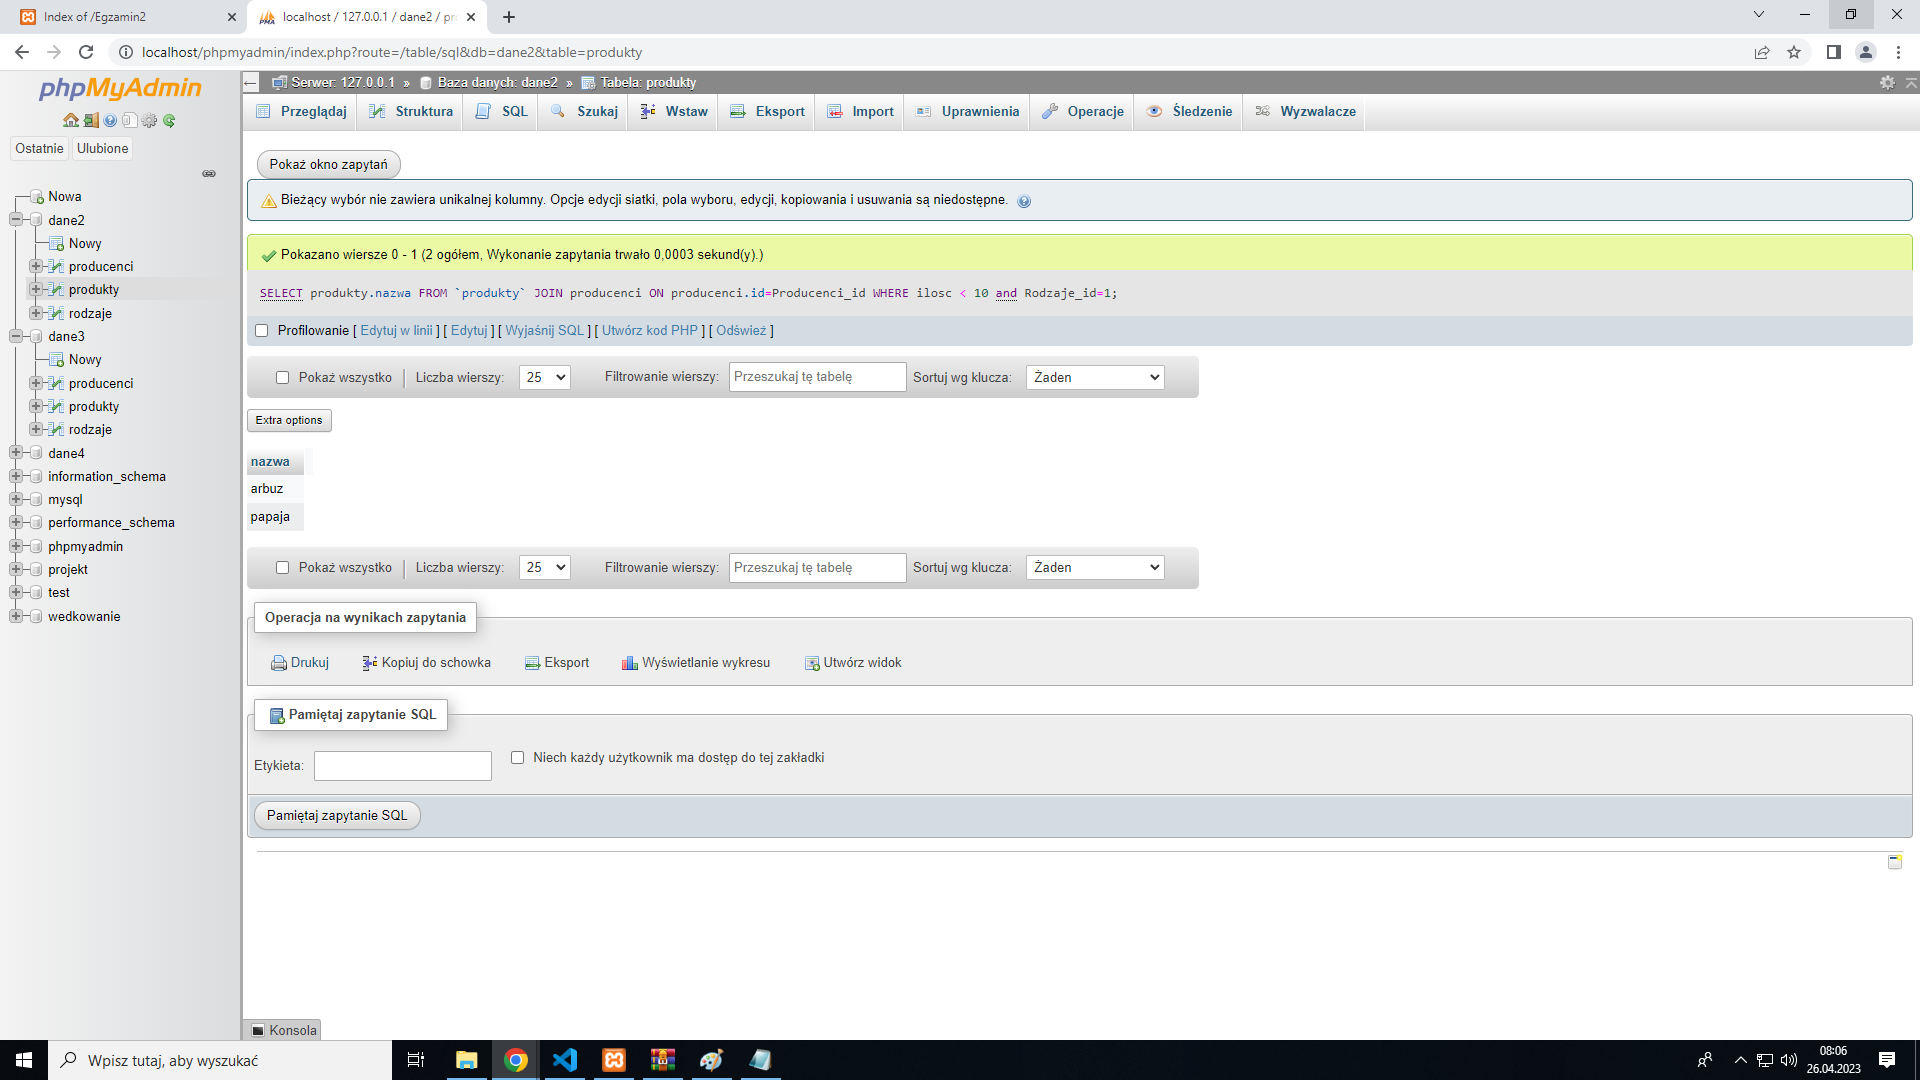 Index of /Egzamin2
localhost / 127.0.0.1 / dane2 / pr
localhost/phpmyadmin/index.php?route=/table/sql&db=dane2&table=produkty
phpMyAdmin
Ostatnie
Ulubione
Nowa
dane2
Nowy
producenci
produkty
rodzaje
dane3
Nowy
producenci
produkty
rodzaje
dane4
information_schema
mysql
performance_schema
phpmyadmin
projekt
test
wedkowanie
Serwer: 127.0.0.1 » Baza danych: dane2 » Tabela: produkty
Przeglądaj Struktura SQL Szukaj Wstaw Eksport Import Uprawnienia Operacje Śledzenie Wyzwalacze
Pokaż okno zapytań
Bieżący wybór nie zawiera unikalnej kolumny. Opcje edycji siatki, pola wyboru, edycji, kopiowania i usuwania są niedostępne.
Pokazano wiersze 0 - 1 (2 ogółem, Wykonanie zapytania trwało 0,0003 sekund(y).)
SELECT produkty.nazwa FROM `produkty` JOIN producenci ON producenci.id=Producenci_id WHERE ilosc < 10 and Rodzaje_id=1;
Profilowanie [ Edytuj w linii ] [ Edytuj ] [ Wyjaśnij SQL ] [ Utwórz kod PHP ] [ Odśwież ]
Pokaż wszystko Liczba wierszy: 25 Filtrowanie wierszy: Przeszukaj tę tabelę Sortuj wg klucza: Żaden
Extra options
nazwa
arbuz
papaja
Pokaż wszystko Liczba wierszy: 25 Filtrowanie wierszy: Przeszukaj tę tabelę Sortuj wg klucza: Żaden
Operacja na wynikach zapytania
Drukuj Kopiuj do schowka Eksport Wyświetlanie wykresu Utwórz widok
Pamiętaj zapytanie SQL
Etykieta: Niech każdy użytkownik ma dostęp do tej zakładki
Pamiętaj zapytanie SQL
Konsola
Wpisz tutaj, aby wyszukać
08:06
26.04.2023